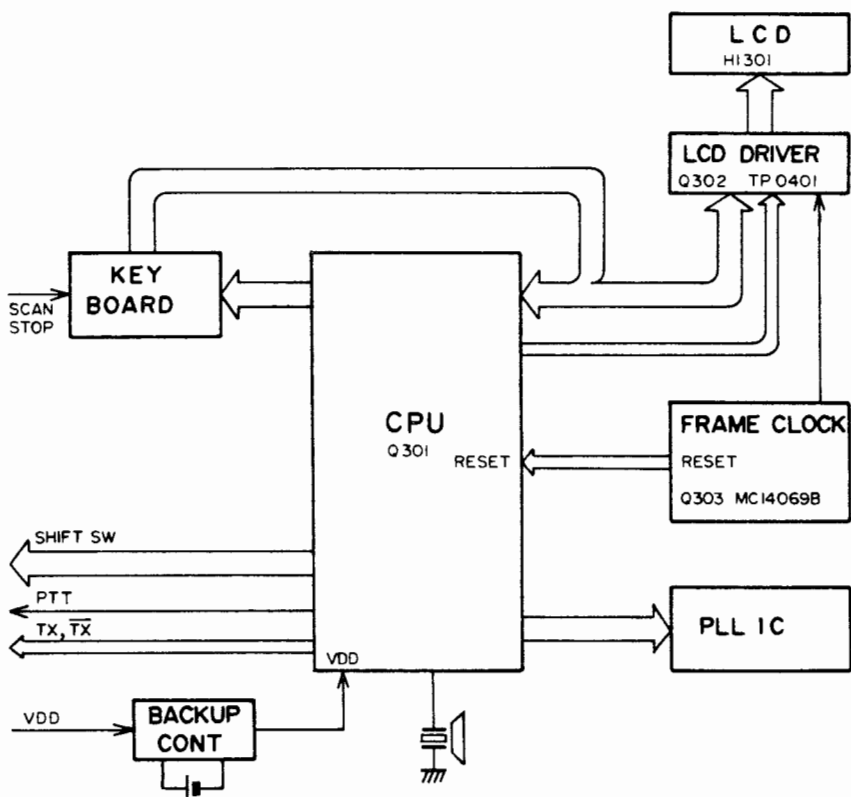 LCD
H1301
LCD DRIVER
Q302 TP0401
KEY
BOARD
SCAN
STOP
CPU
Q301
RESET
FRAME CLOCK
RESET
Q303 MC14069B
SHIFT SW
PTT
TX, T̅X̅
VDD
PLL IC
VDD
BACKUP
CONT